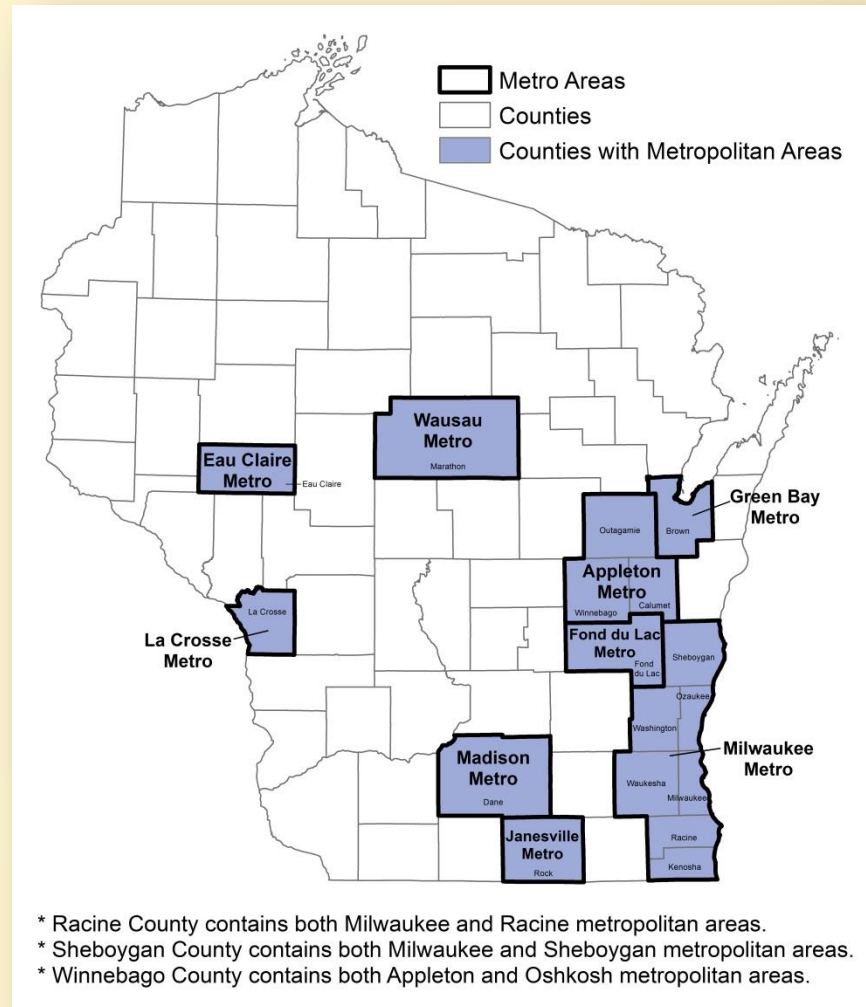 Metro Areas
Counties
Counties with Metropolitan Areas
Wausau
Metro
Marathon
Eau Claire
Metro
Eau Claire
Green Bay
Metro
Outagamie
Brown
Appleton
Metro
Winnebago
Calumet
La Crosse
La Crosse
Metro
Fond du Lac
Metro
Fond
du Lac
Sheboygan
Ozaukee
Washington
Milwaukee
Metro
Madison
Metro
Dane
Waukesha
Milwaukee
Janesville
Metro
Rock
Racine
Kenosha
* Racine County contains both Milwaukee and Racine metropolitan areas.
* Sheboygan County contains both Milwaukee and Sheboygan metropolitan areas.
* Winnebago County contains both Appleton and Oshkosh metropolitan areas.